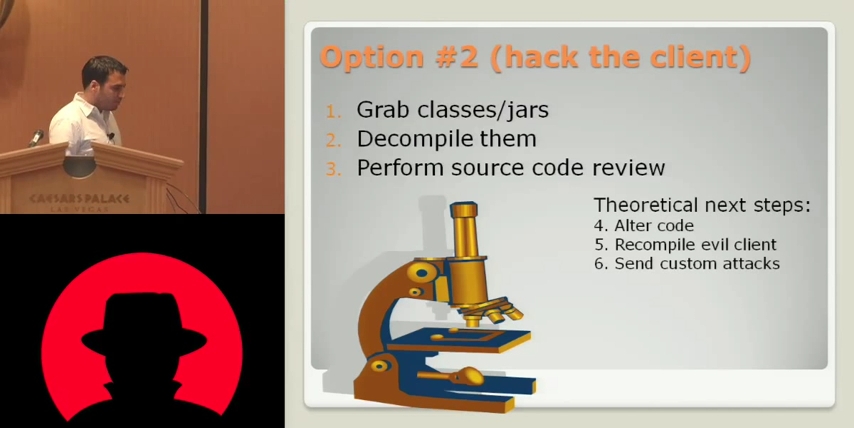 CAESARS PALACE
LAS VEGAS
Option #2 (hack the client)
1. Grab classes/jars
2. Decompile them
3. Perform source code review
Theoretical next steps:
4. Alter code
5. Recompile evil client
6. Send custom attacks